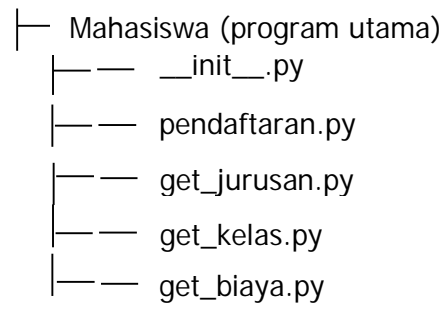 Mahasiswa (program utama)
__init__.py
pendaftaran.py
get_jurusan.py
get_kelas.py
get_biaya.py